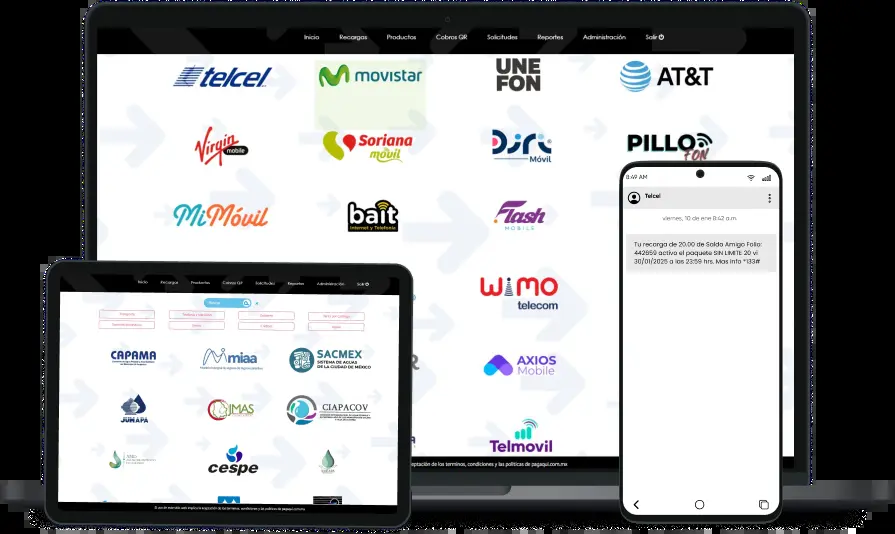 Inicio Recargas Productos Cobros QR Solicitudes Reportes Administración Salir
telcel movistar UNE FON AT&T
Virgin mobile Soriana móvil Diri Móvil PILLO FON
MiMóvil bait Internet y Telefonía Flash MOBILE
wimo telecom
AXIOS Mobile
Telmovil
aceptación de los terminos, condiciones y las políticas de pagaqui.com.mx
Inicio Recargas Productos Cobros QR Solicitudes Reportes Administración Salir
CAPAMA miaa SACMEX
SISTEMA DE AGUAS
DE LA CIUDAD DE MÉXICO
JUMAPA JMAS CIAPACOV
cespe
8:49 AM
Telcel
viernes, 10 de ene 8:42 a.m.
Tu recarga de 20.00 de Saldo Amigo Folio:
442659 activo el paquete SIN LIMITE 20 vi
30/01/2025 a las 23:59 hrs. Mas info *133#